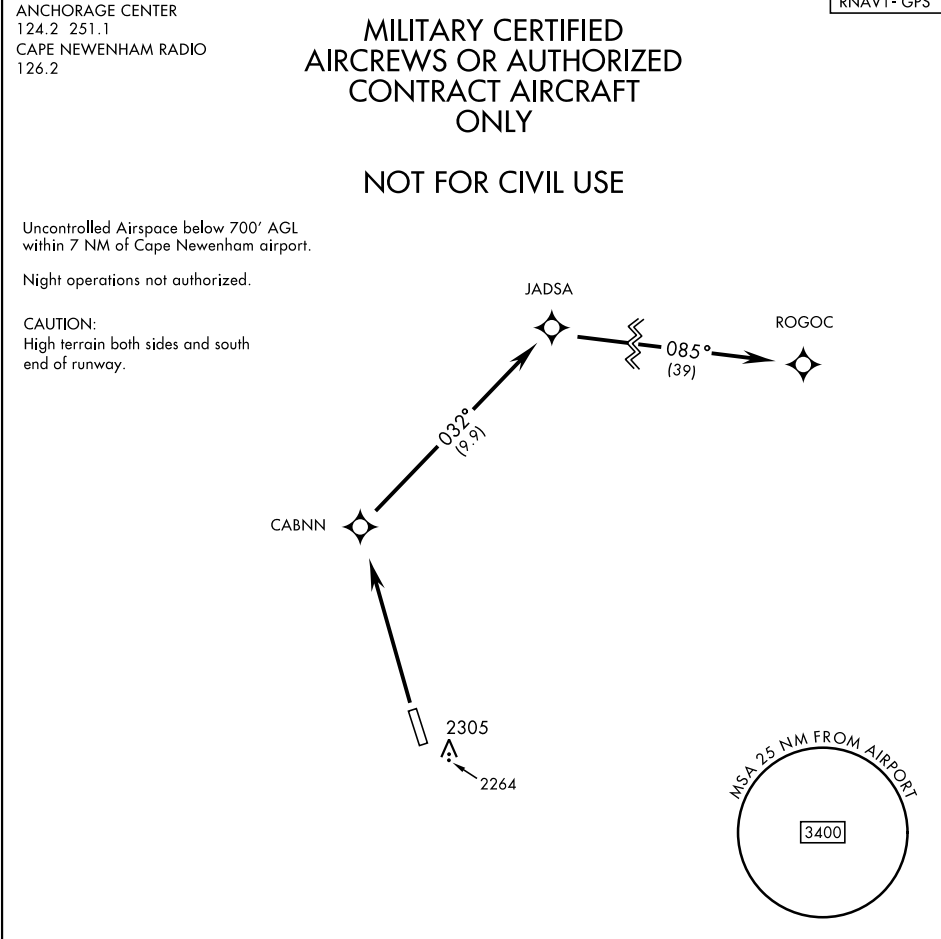 ANCHORAGE CENTER
124.2 251.1
CAPE NEWENHAM RADIO
126.2
RNAV1- GPS
MILITARY CERTIFIED
AIRCREWS OR AUTHORIZED
CONTRACT AIRCRAFT
ONLY
NOT FOR CIVIL USE
Uncontrolled Airspace below 700' AGL
within 7 NM of Cape Newenham airport.
Night operations not authorized.
CAUTION:
High terrain both sides and south
end of runway.
JADSA
ROGOC
085°
(39)
032°
(9.9)
CABNN
2305
2264
MSA 25 NM FROM AIRPORT
3400